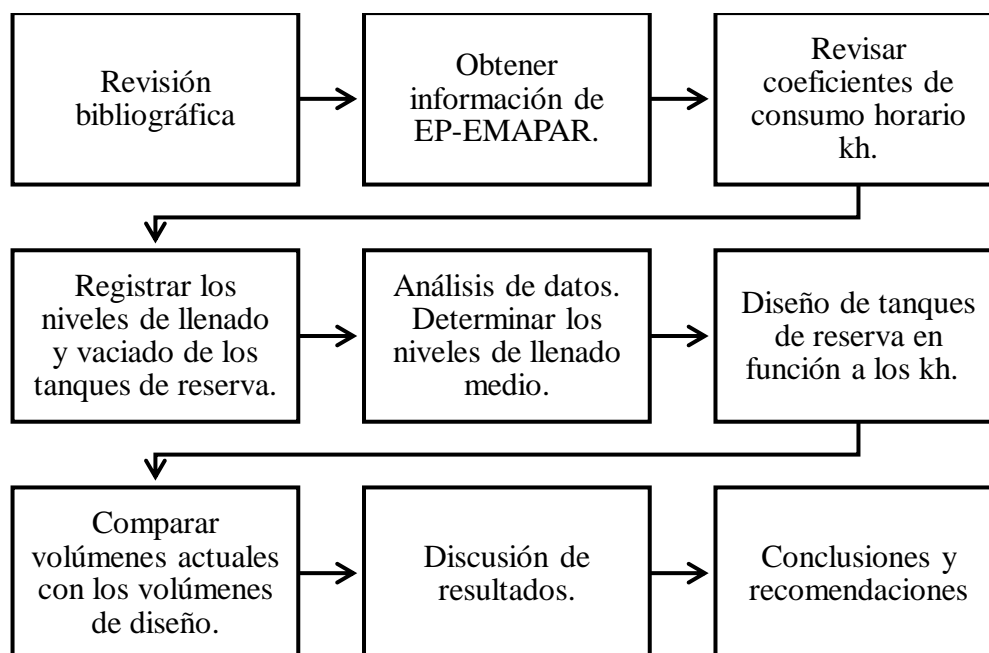 Revisión
bibliográfica
Obtener
información de
EP-EMAPAR.
Revisar
coeficientes de
consumo horario
kh.
Registrar los
niveles de llenado
y vaciado de los
tanques de reserva.
Análisis de datos.
Determinar los
niveles de llenado
medio.
Diseño de tanques
de reserva en
función a los kh.
Comparar
volúmenes actuales
con los volúmenes
de diseño.
Discusión de
resultados.
Conclusiones y
recomendaciones